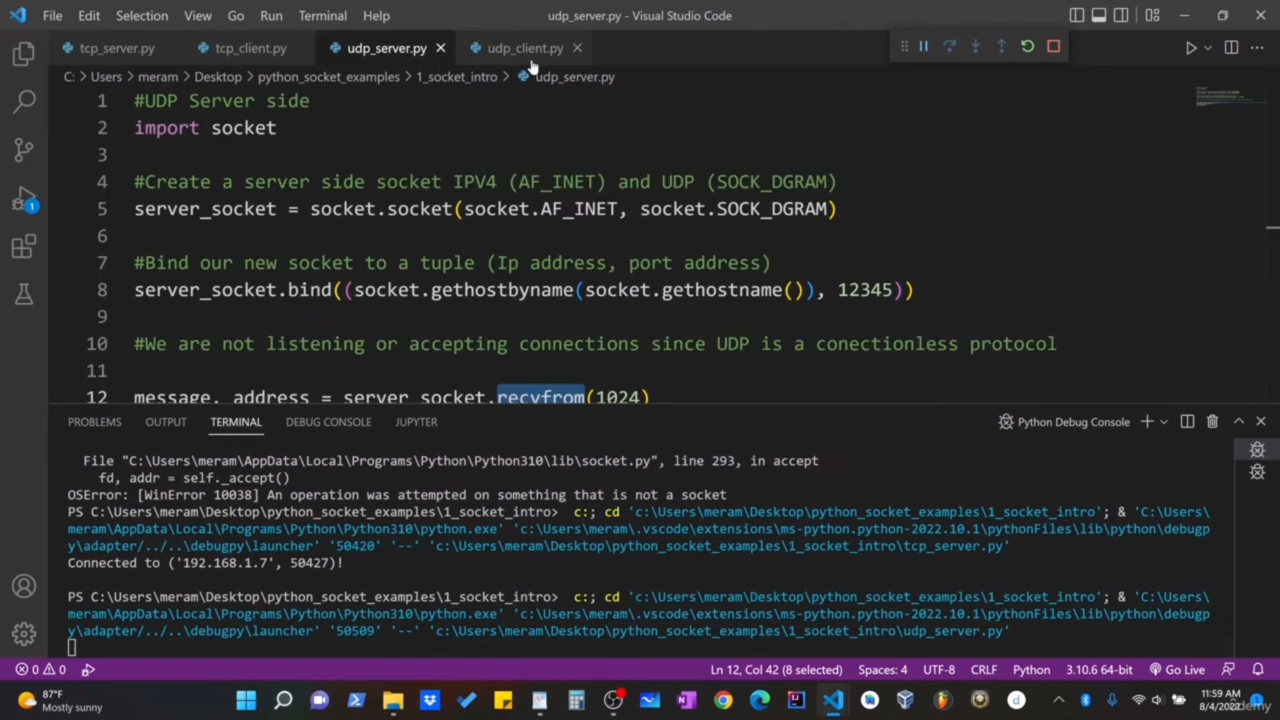 File Edit Selection View Go Run Terminal Help udp_server.py - Visual Studio Code
tcp_server.py tcp_client.py udp_server.py udp_client.py
C: > Users > meram > Desktop > python_socket_examples > 1_socket_intro > udp_server.py
1 #UDP Server side
2 import socket
3
4 #Create a server side socket IPV4 (AF_INET) and UDP (SOCK_DGRAM)
5 server_socket = socket.socket(socket.AF_INET, socket.SOCK_DGRAM)
6
7 #Bind our new socket to a tuple (Ip address, port address)
8 server_socket.bind((socket.gethostbyname(socket.gethostname()), 12345))
9
10 #We are not listening or accepting connections since UDP is a conectionless protocol
11
12 message, address = server_socket.recvfrom(1024)
PROBLEMS OUTPUT TERMINAL DEBUG CONSOLE JUPYTER Python Debug Console
File "C:\Users\meram\AppData\Local\Programs\Python\Python310\lib\socket.py", line 293, in accept
fd, addr = self._accept()
OSError: [WinError 10038] An operation was attempted on something that is not a socket
PS C:\Users\meram\Desktop\python_socket_examples\1_socket_intro> c:; cd 'c:\Users\meram\Desktop\python_socket_examples\1_socket_intro'; & 'C:\Users\
meram\AppData\Local\Programs\Python\Python310\python.exe' 'c:\Users\meram\.vscode\extensions\ms-python.python-2022.10.1\pythonFiles\lib\python\debugp
y\adapter/../..\debugpy\launcher' '50420' '--' 'c:\Users\meram\Desktop\python_socket_examples\1_socket_intro\tcp_server.py'
Connected to ('192.168.1.7', 50427)!
PS C:\Users\meram\Desktop\python_socket_examples\1_socket_intro> c:; cd 'c:\Users\meram\Desktop\python_socket_examples\1_socket_intro'; & 'C:\Users\
meram\AppData\Local\Programs\Python\Python310\python.exe' 'c:\Users\meram\.vscode\extensions\ms-python.python-2022.10.1\pythonFiles\lib\python\debugp
y\adapter/../..\debugpy\launcher' '50509' '--' 'c:\Users\meram\Desktop\python_socket_examples\1_socket_intro\udp_server.py'
0 0 Ln 12, Col 42 (8 selected) Spaces: 4 UTF-8 CRLF Python 3.10.6 64-bit Go Live
87°F 11:59 AM
Mostly sunny 8/4/2022